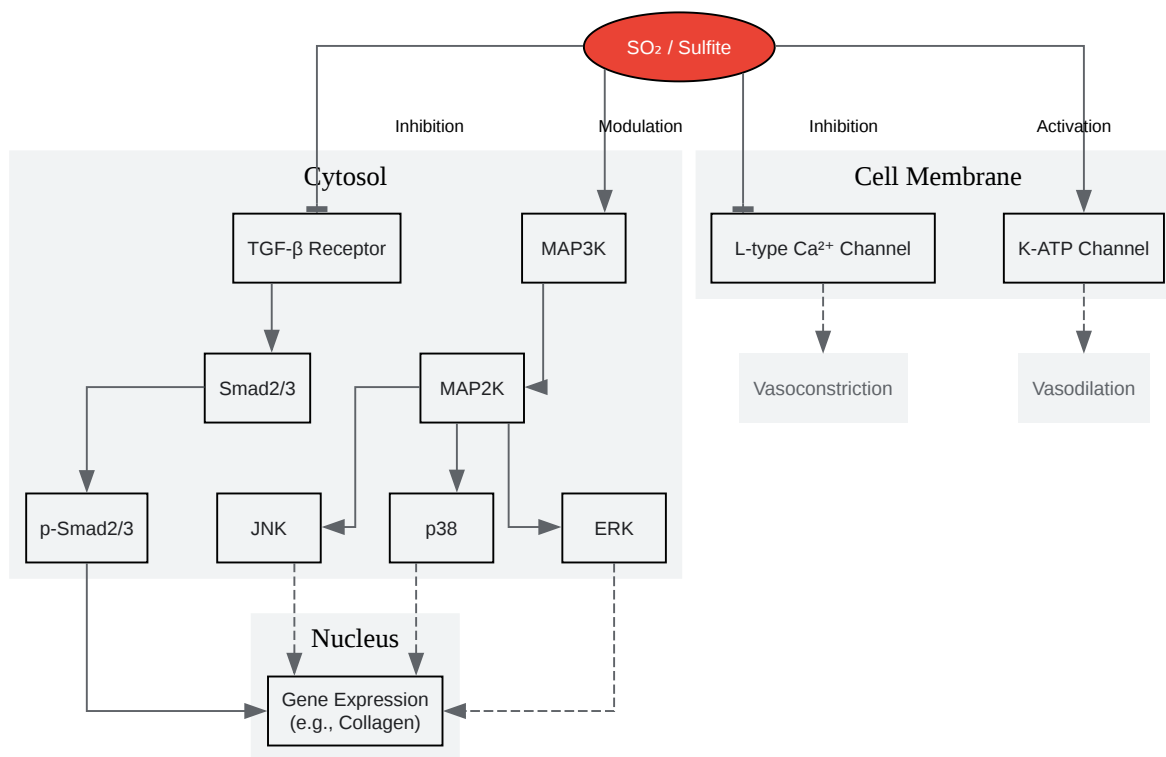 SO₂ / Sulfite
Inhibition
Modulation
Inhibition
Activation
Cytosol
Cell Membrane
TGF-β Receptor
MAP3K
L-type Ca²⁺ Channel
K-ATP Channel
Smad2/3
MAP2K
Vasoconstriction
Vasodilation
p-Smad2/3
JNK
p38
ERK
Nucleus
Gene Expression
(e.g., Collagen)